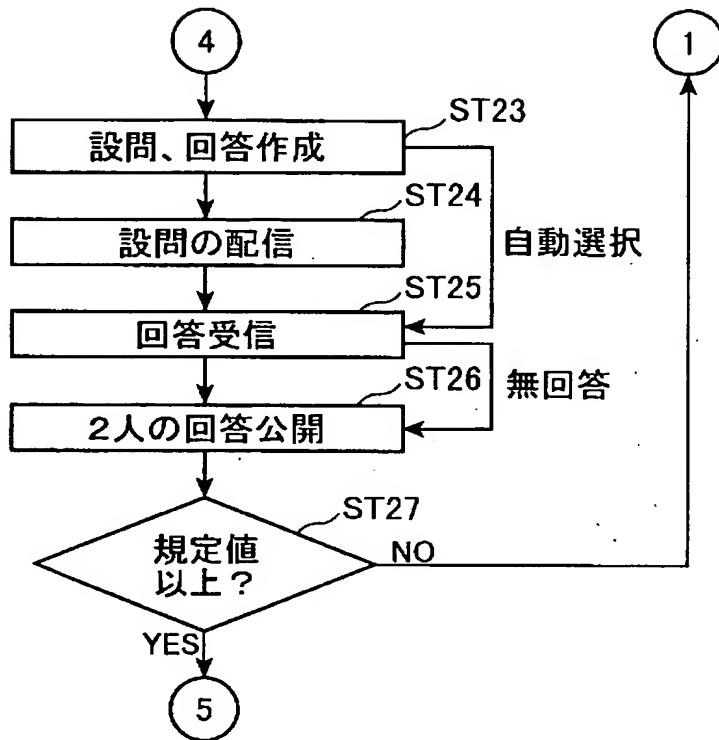 4
1
ST23
設問、回答作成
ST24
設問の配信
自動選択
ST25
回答受信
ST26
無回答
2人の回答公開
ST27
規定値
以上?
NO
YES
5